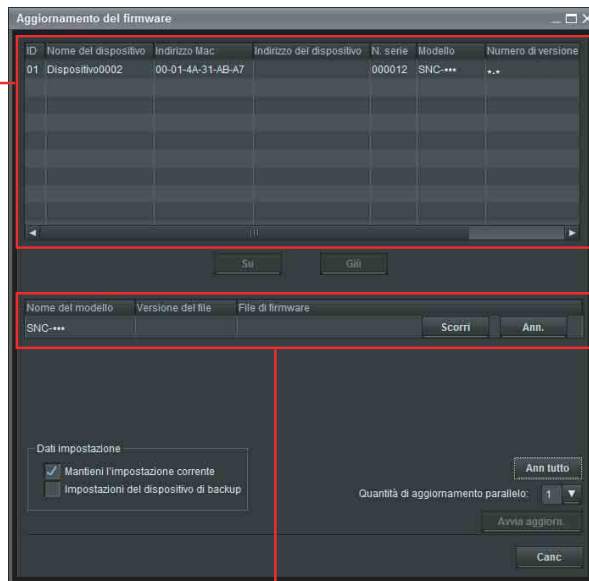 Aggiornamento del firmware
ID Nome del dispositivo Indirizzo Mac Indirizzo del dispositivo N. serie Modello Numero di versione
01 Dispositivo0002 00-01-4A-31-AB-A7 000012 SNC-••• •.•
Su Giù
Nome del modello Versione del file File di firmware
SNC-••• Scorri Ann.
Dati impostazione
Mantieni l'impostazione corrente
Impostazioni del dispositivo di backup
Ann tutto
Quantità di aggiornamento parallelo: 1
Avvia aggiorn.
Canc